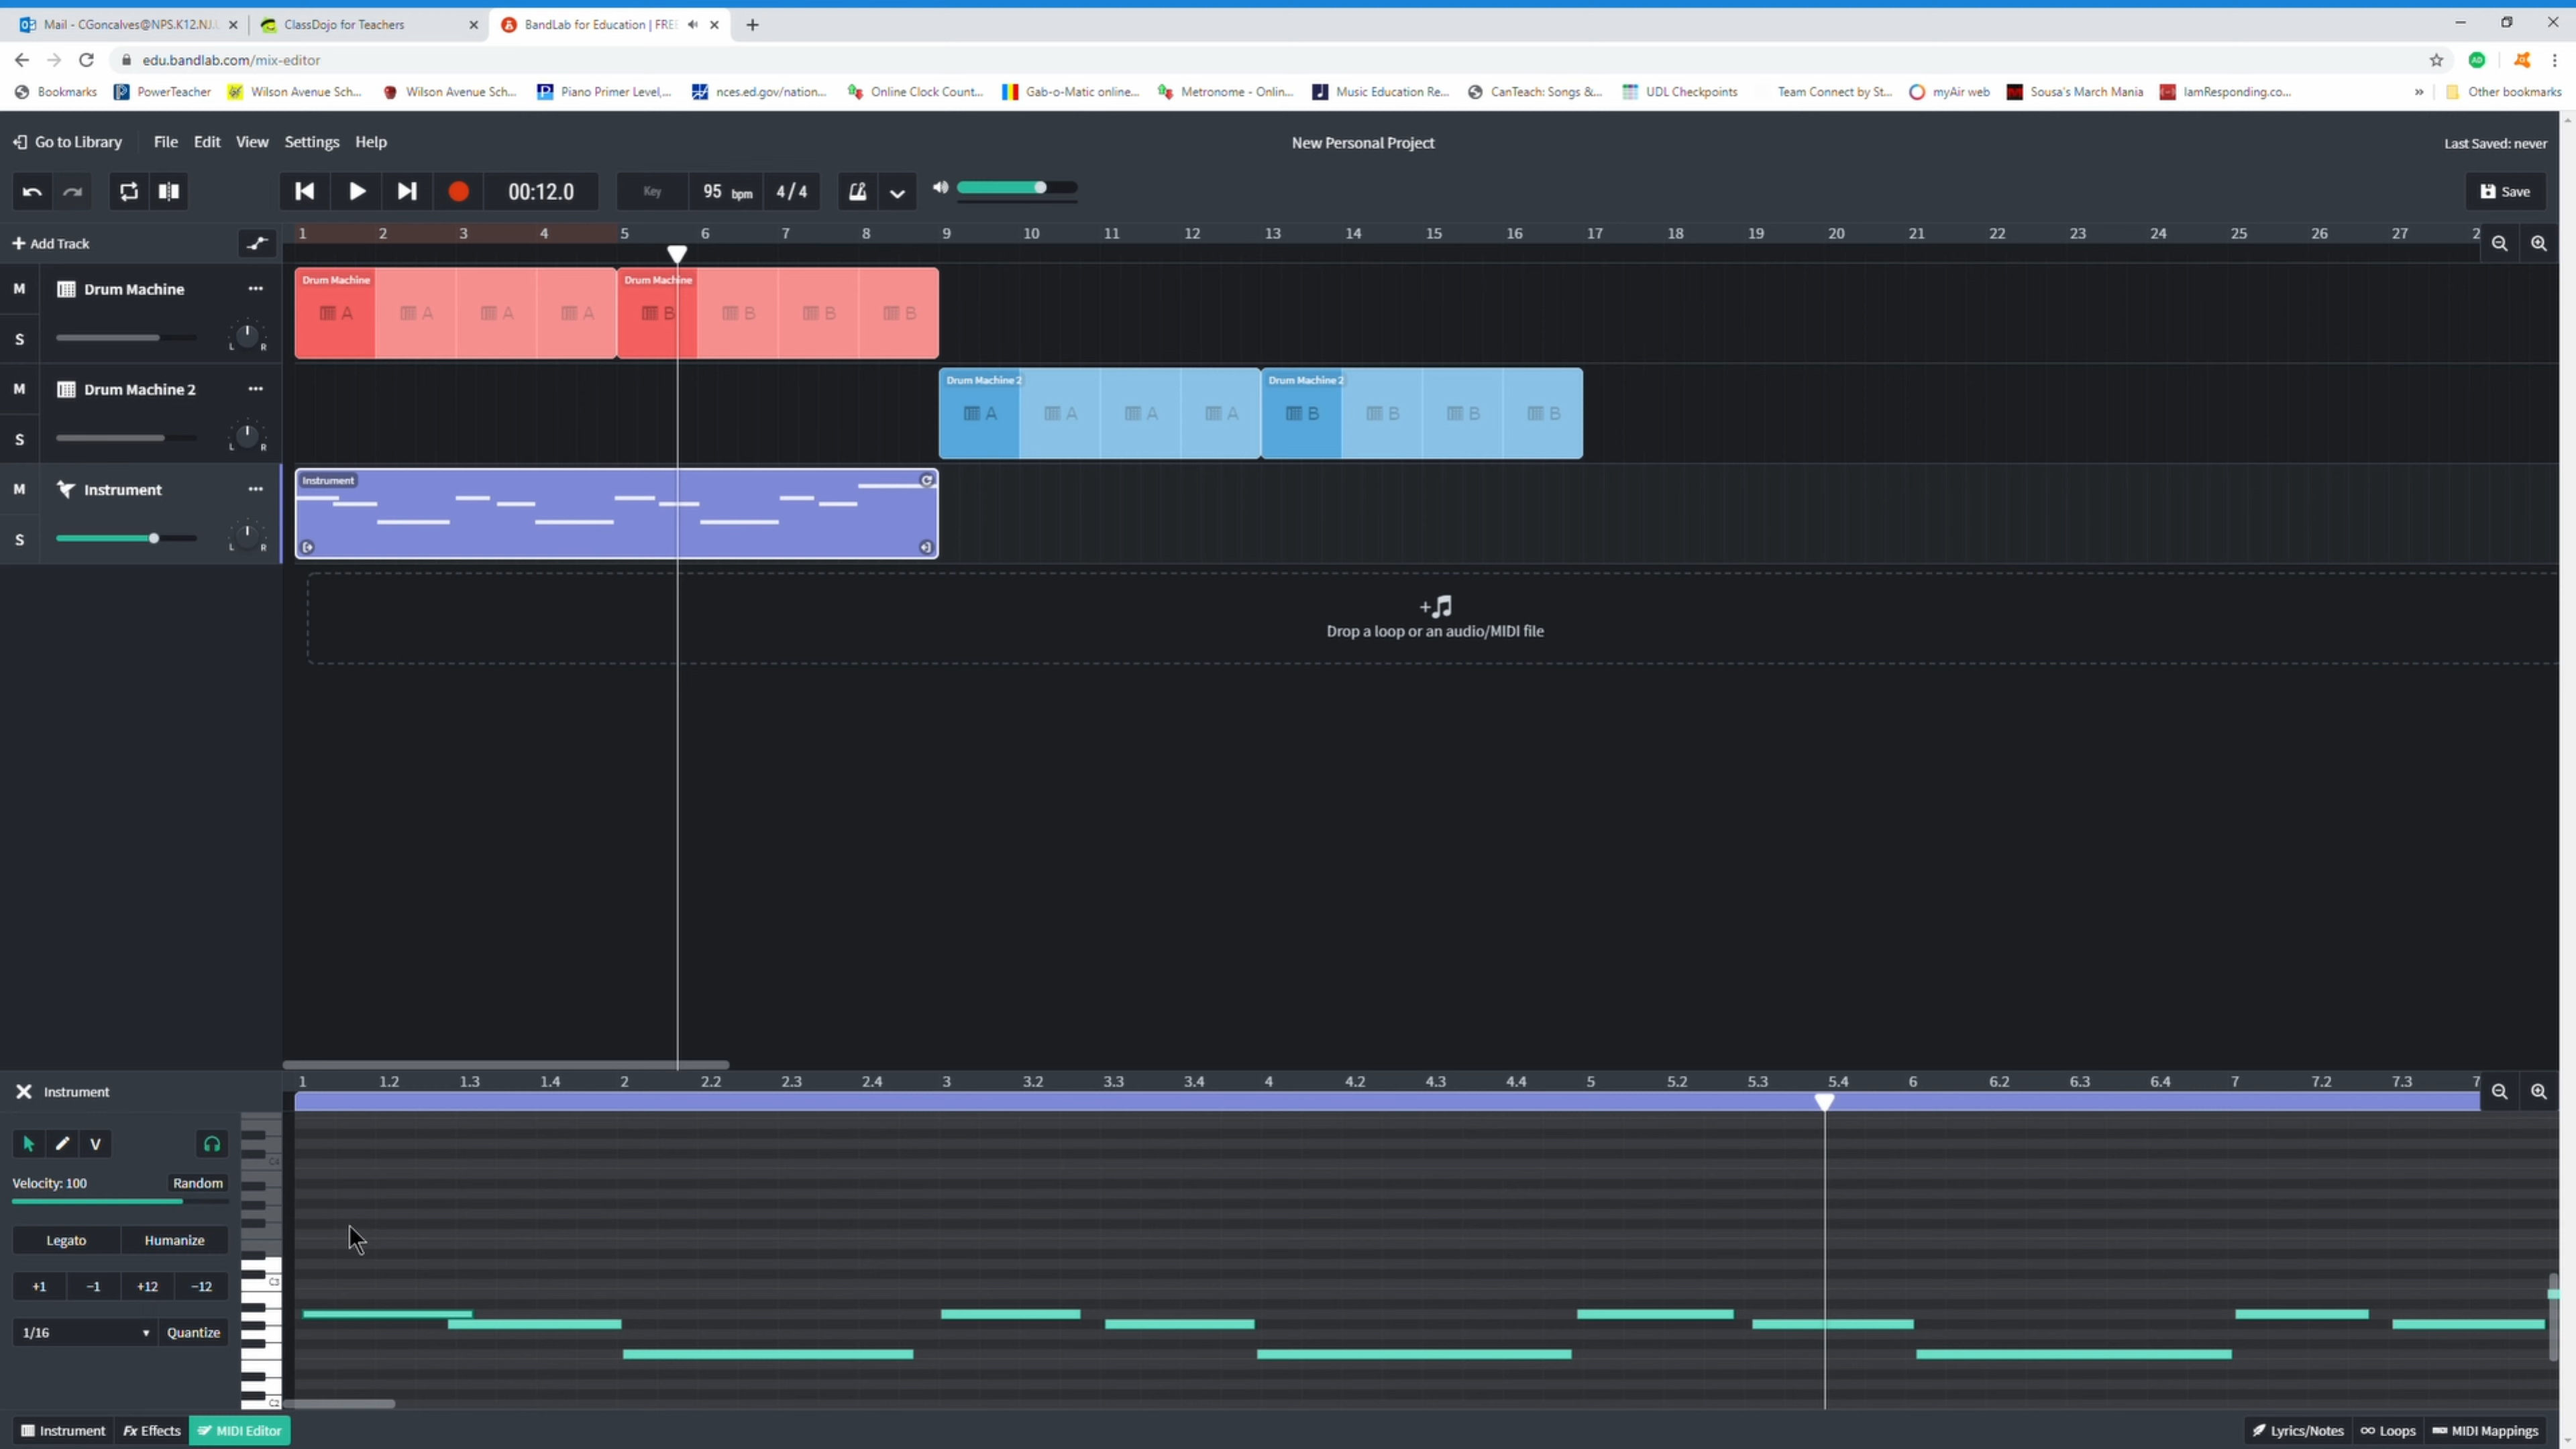 Mail - CGoncalves@NPS.K12.NJ.U
ClassDojo for Teachers
BandLab for Education | FREE
edu.bandlab.com/mix-editor
Bookmarks PowerTeacher Wilson Avenue Sch... Wilson Avenue Sch... Piano Primer Level,... nces.ed.gov/nation... Online Clock Count... Gab-o-Matic online... Metronome - Onlin... Music Education Re... CanTeach: Songs &... UDL Checkpoints Team Connect by St... myAir web Sousa's March Mania IamResponding.co... » Other bookmarks
Go to Library File Edit View Settings Help New Personal Project Last Saved: never
00:12.0 Key 95 bpm 4/4 Save
+ Add Track 1 2 3 4 5 6 7 8 9 10 11 12 13 14 15 16 17 18 19 20 21 22 23 24 25 26 27 2
M Drum Machine ...
S L R
Drum Machine Drum Machine
A A A A B B B B
M Drum Machine 2 ...
S L R
Drum Machine 2 Drum Machine 2
A A A A B B B B
M Instrument ...
S L R
Instrument
Drop a loop or an audio/MIDI file
Instrument 1 1.2 1.3 1.4 2 2.2 2.3 2.4 3 3.2 3.3 3.4 4 4.2 4.3 4.4 5 5.2 5.3 5.4 6 6.2 6.3 6.4 7 7.2 7.3 7
V
C4
Velocity: 100 Random
Legato Humanize
+1 −1 +12 −12 C3
1/16 Quantize
C2
Instrument Fx Effects MIDI Editor Lyrics/Notes Loops MIDI Mappings